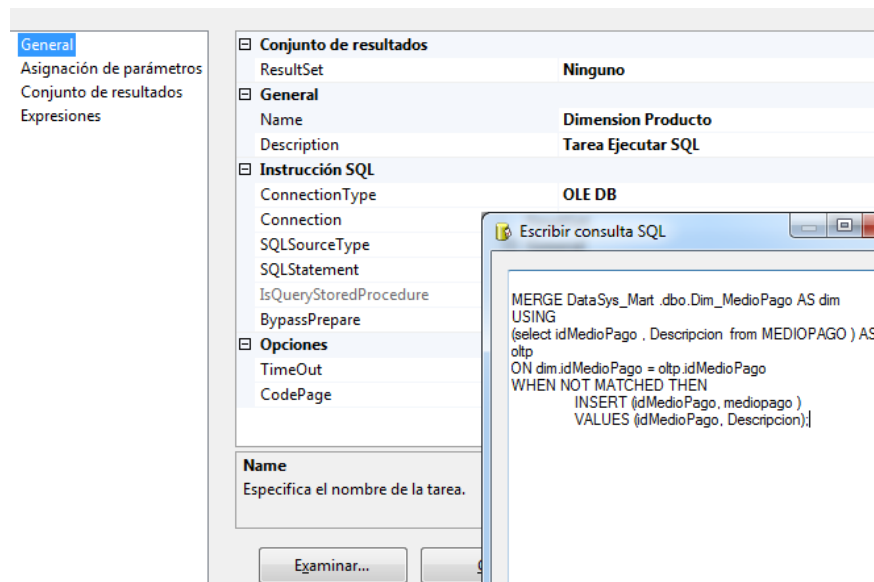 General
Asignación de parámetros
Conjunto de resultados
Expresiones
Conjunto de resultados
ResultSet Ninguno
General
Name Dimension Producto
Description Tarea Ejecutar SQL
Instrucción SQL
ConnectionType OLE DB
Connection
SQLSourceType
SQLStatement
IsQueryStoredProcedure
BypassPrepare
Opciones
TimeOut
CodePage
Name
Especifica el nombre de la tarea.
Examinar...
Escribir consulta SQL
MERGE DataSys_Mart .dbo.Dim_MedioPago AS dim
USING
(select idMedioPago , Descripcion from MEDIOPAGO ) AS
oltp
ON dim.idMedioPago = oltp.idMedioPago
WHEN NOT MATCHED THEN
INSERT (idMedioPago, mediopago )
VALUES (idMedioPago, Descripcion);